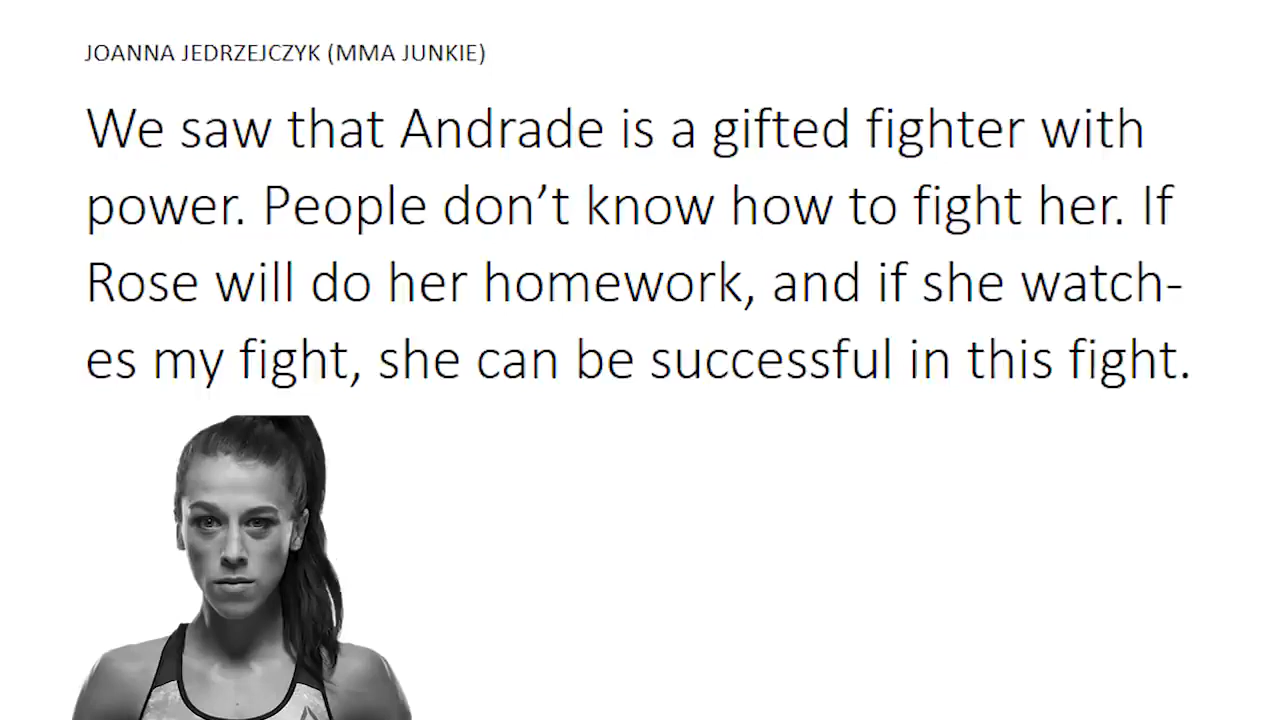 JOANNA JEDRZEJCZYK (MMA JUNKIE)
We saw that Andrade is a gifted fighter with
power. People don’t know how to fight her. If
Rose will do her homework, and if she watch-
es my fight, she can be successful in this fight.